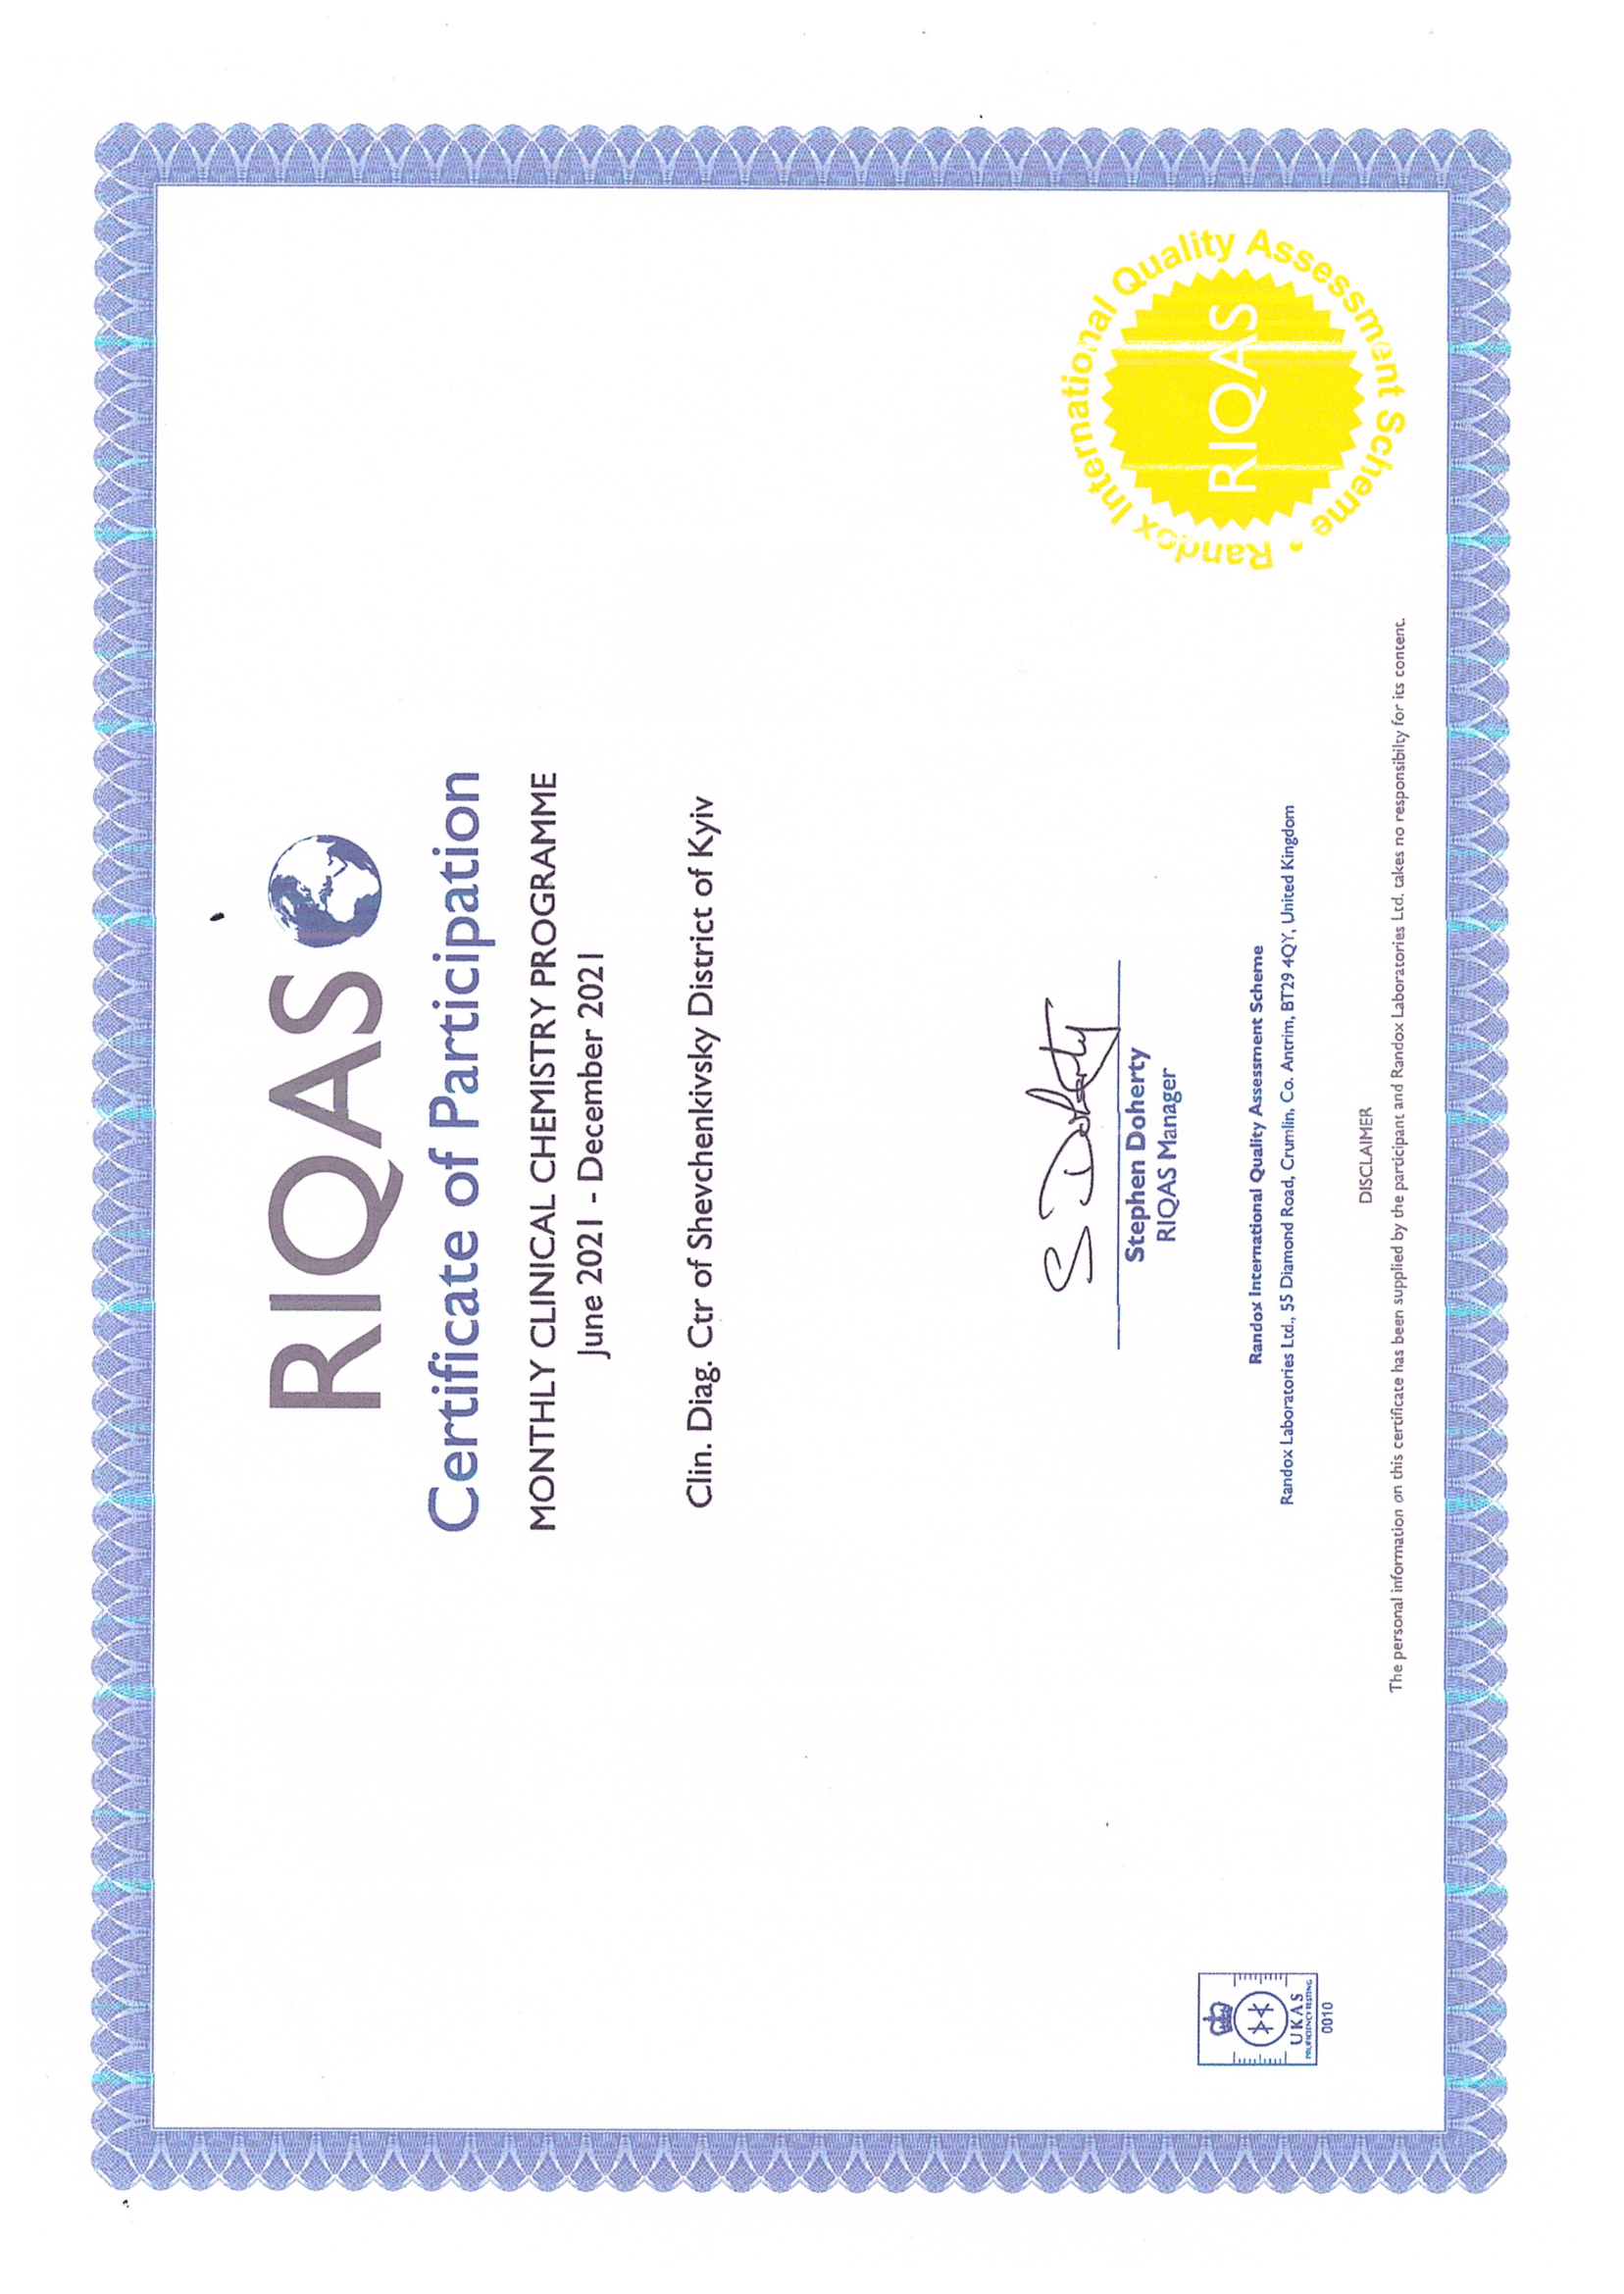 RIQAS
Certificate of Participation
MONTHLY CLINICAL CHEMISTRY PROGRAMME
June 2021 - December 2021
Clin. Diag. Ctr of Shevchenkivsky District of Kyiv
S Doherty
Stephen Doherty
RIQAS Manager
Randox International Quality Assessment Scheme
Randox Laboratories Ltd., 55 Diamond Road, Crumlin, Co. Antrim, BT29 4QY, United Kingdom
DISCLAIMER
The personal information on this certificate has been supplied by the participant and Randox Laboratories Ltd. takes no responsibilty for its content.
UKAS
PROFICIENCY TESTING
0010
Randox International Quality Assessment Scheme •
RIQAS